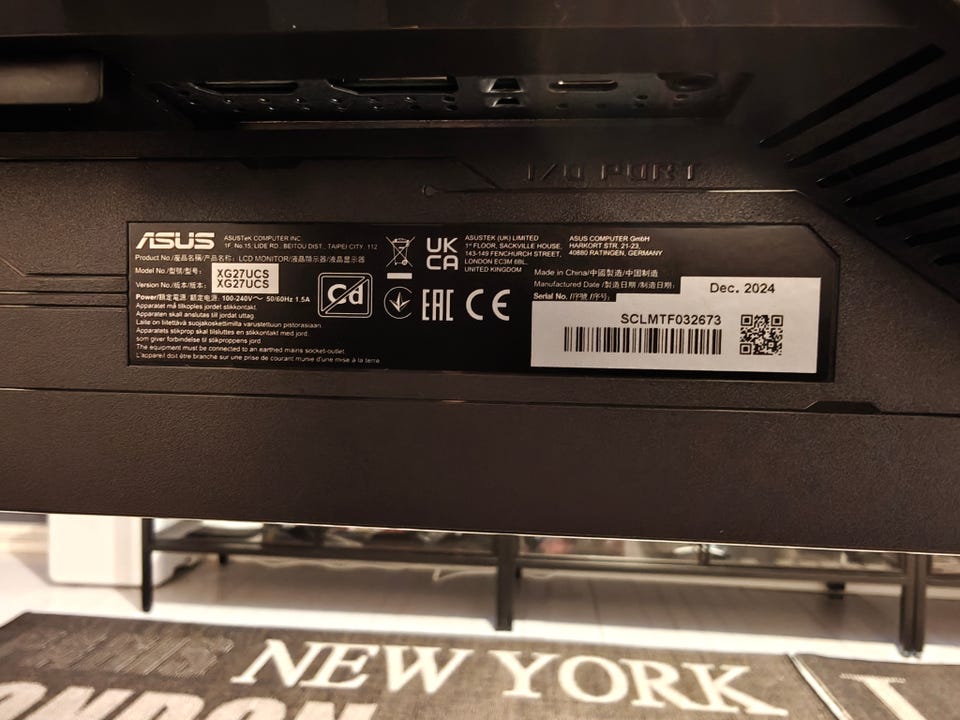 I/O PORT
ASUS
ASUSTeK COMPUTER INC.
1F, No.15, LIDE RD., BEITOU DIST., TAIPEI CITY, 112
Product No./產品名稱/产品名称: LCD MONITOR/液晶顯示器/液晶显示器
Model No./型號/型号: XG27UCS
Version No./版本/版本: XG27UCS
Power/額定電源/额定电源: 100-240V～ 50/60Hz 1.5A
Apparatet må tilkoples jordet stikkontakt.
Apparaten skall anslutas till jordat uttag
Laite on liitettävä suojakoskettimilla varustettuun pistorasiaan
Apparatets stikprop skal tilsluttes en stikkontakt med jord,
som giver forbindelse til stikproppens jord.
The equipment must be connected to an earthed mains socket-outlet.
L'appareil doit être branché sur une prise de courant munie d'une mise à la terre.
Cd
UK
CA
EAC
CE
ASUSTEK (UK) LIMITED
1ˢᵗ FLOOR, SACKVILLE HOUSE,
143-149 FENCHURCH STREET,
LONDON EC3M 6BL,
UNITED KINGDOM
ASUS COMPUTER GmbH
HARKORT STR. 21-23,
40880 RATINGEN, GERMANY
Made in China/中國製造/中国制造
Manufactured Date /製造日期 /制造日期: Dec. 2024
Serial No. /序號 /序号:
SCLMTF032673
NEW YORK
LONDON